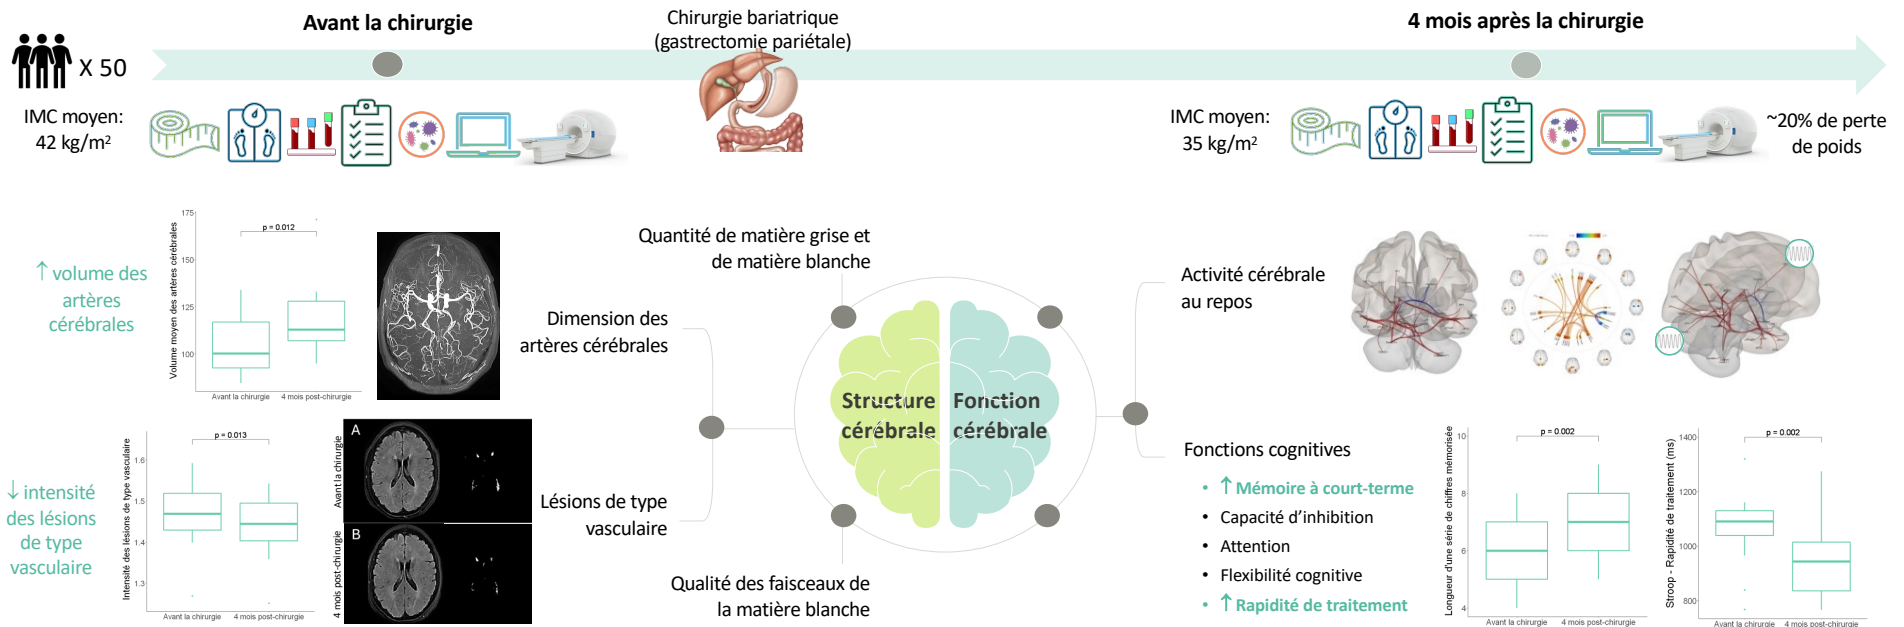 Avant la chirurgie
Chirurgie bariatrique
(gastrectomie pariétale)
4 mois après la chirurgie
X 50
IMC moyen:
42 kg/m²
IMC moyen:
35 kg/m²
~20% de perte
de poids
↑ volume des
artères
cérébrales
Volume moyen des artères cérébrales
175
150
125
100
p = 0.012
Avant la chirurgie
4 mois post-chirurgie
Quantité de matière grise et
de matière blanche
Dimension des
artères cérébrales
Lésions de type
vasculaire
Qualité des faisceaux de
la matière blanche
Structure
cérébrale
Fonction
cérébrale
Activité cérébrale
au repos
↓ intensité
des lésions
de type
vasculaire
Intensité des lésions de type vasculaire
1.6
1.5
1.4
1.3
p = 0.013
Avant la chirurgie
4 mois post-chirurgie
A
Avant la chirurgie
B
4 mois post-chirurgie
Fonctions cognitives
• ↑ Mémoire à court-terme
• Capacité d'inhibition
• Attention
• Flexibilité cognitive
• ↑ Rapidité de traitement
Longueur d'une série de chiffres mémorisée
10
8
6
4
p = 0.002
Avant la chirurgie
4 mois post-chirurgie
Stroop - Rapidité de traitement (ms)
1400
1200
1000
800
p = 0.002
Avant la chirurgie
4 mois post-chirurgie